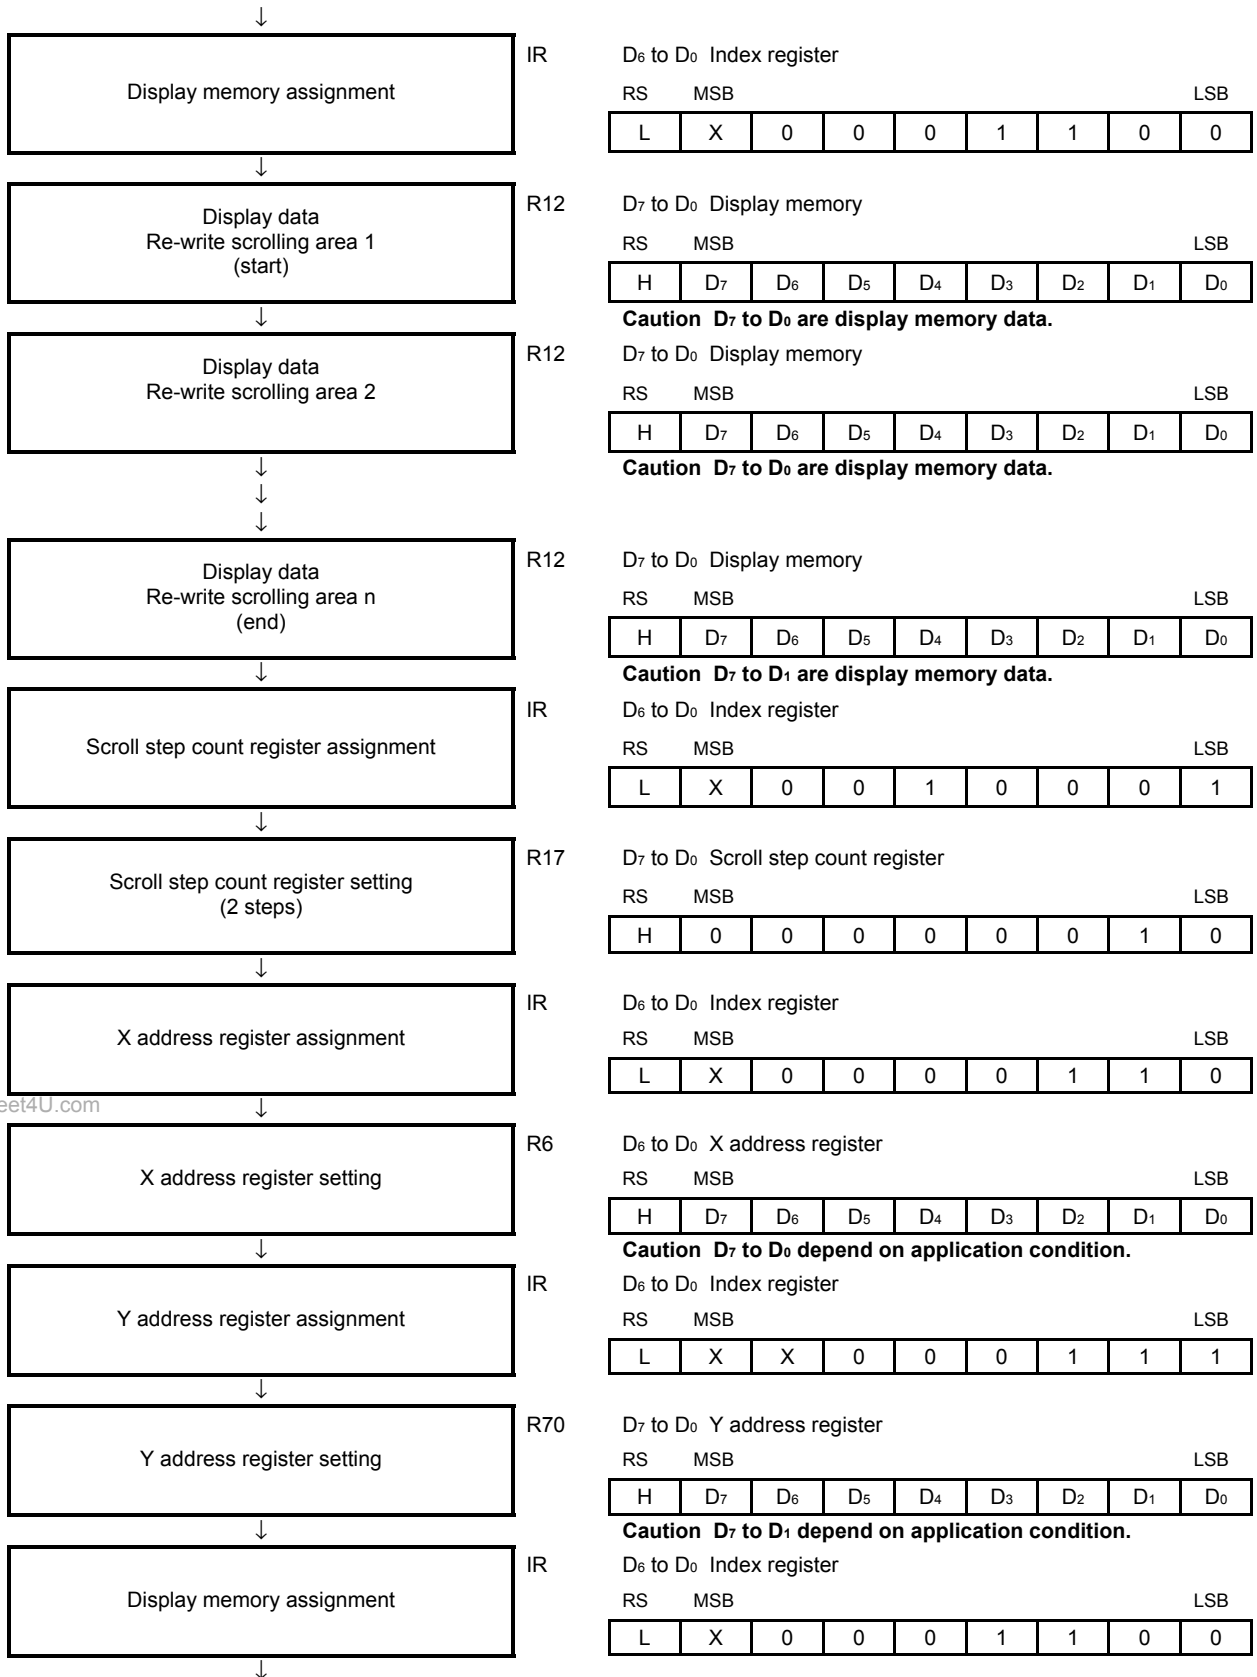 ↓
Display memory assignment
IR D6 to D0 Index register
RS MSB LSB
L X 0 0 0 1 1 0 0
↓
Display data
Re-write scrolling area 1
(start)
R12 D7 to D0 Display memory
RS MSB LSB
H D7 D6 D5 D4 D3 D2 D1 D0
Caution D7 to D0 are display memory data.
↓
Display data
Re-write scrolling area 2
R12 D7 to D0 Display memory
RS MSB LSB
H D7 D6 D5 D4 D3 D2 D1 D0
Caution D7 to D0 are display memory data.
↓
↓
↓
Display data
Re-write scrolling area n
(end)
R12 D7 to D0 Display memory
RS MSB LSB
H D7 D6 D5 D4 D3 D2 D1 D0
Caution D7 to D1 are display memory data.
↓
Scroll step count register assignment
IR D6 to D0 Index register
RS MSB LSB
L X 0 0 1 0 0 0 1
↓
Scroll step count register setting
(2 steps)
R17 D7 to D0 Scroll step count register
RS MSB LSB
H 0 0 0 0 0 0 1 0
↓
X address register assignment
IR D6 to D0 Index register
RS MSB LSB
L X 0 0 0 0 1 1 0
eet4U.com
↓
X address register setting
R6 D6 to D0 X address register
RS MSB LSB
H D7 D6 D5 D4 D3 D2 D1 D0
Caution D7 to D0 depend on application condition.
↓
Y address register assignment
IR D6 to D0 Index register
RS MSB LSB
L X X 0 0 0 1 1 1
↓
Y address register setting
R70 D7 to D0 Y address register
RS MSB LSB
H D7 D6 D5 D4 D3 D2 D1 D0
Caution D7 to D1 depend on application condition.
↓
Display memory assignment
IR D6 to D0 Index register
RS MSB LSB
L X 0 0 0 1 1 0 0
↓